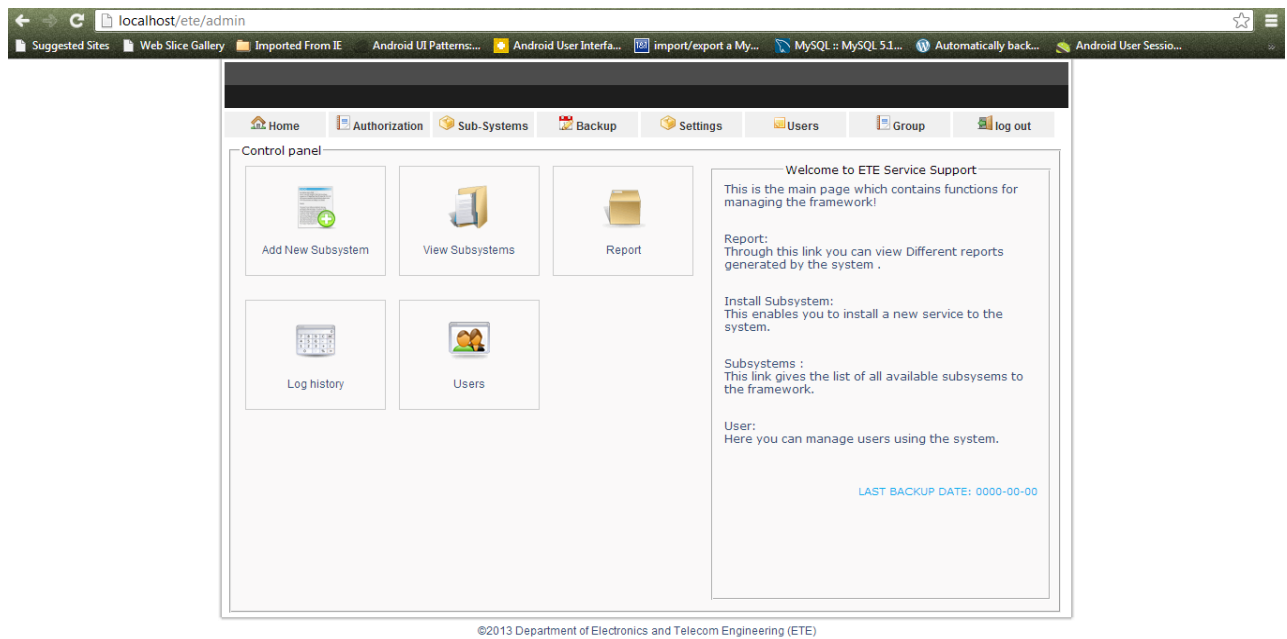 localhost/ete/admin
Suggested Sites Web Slice Gallery Imported From IE Android UI Patterns:... Android User Interfa... import/export a My... MySQL :: MySQL 5.1... Automatically back... Android User Sessio...
Home Authorization Sub-Systems Backup Settings Users Group log out
Control panel
Add New Subsystem
View Subsystems
Report
Log history
Users
Welcome to ETE Service Support
This is the main page which contains functions for
managing the framework!
Report:
Through this link you can view Different reports
generated by the system .
Install Subsystem:
This enables you to install a new service to the
system.
Subsystems :
This link gives the list of all available subsysems to
the framework.
User:
Here you can manage users using the system.
LAST BACKUP DATE: 0000-00-00
©2013 Department of Electronics and Telecom Engineering (ETE)